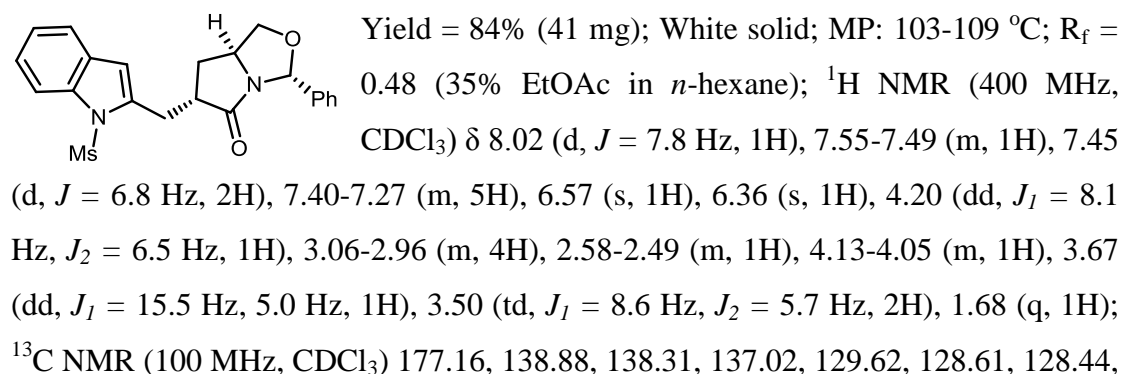 Yield = 84% (41 mg); White solid; MP: 103-109 °C; Rf =
0.48 (35% EtOAc in n-hexane); ¹H NMR (400 MHz,
CDCl₃) δ 8.02 (d, J = 7.8 Hz, 1H), 7.55-7.49 (m, 1H), 7.45
(d, J = 6.8 Hz, 2H), 7.40-7.27 (m, 5H), 6.57 (s, 1H), 6.36 (s, 1H), 4.20 (dd, J₁ = 8.1
Hz, J₂ = 6.5 Hz, 1H), 3.06-2.96 (m, 4H), 2.58-2.49 (m, 1H), 4.13-4.05 (m, 1H), 3.67
(dd, J₁ = 15.5 Hz, 5.0 Hz, 1H), 3.50 (td, J₁ = 8.6 Hz, J₂ = 5.7 Hz, 2H), 1.68 (q, 1H);
¹³C NMR (100 MHz, CDCl₃) 177.16, 138.88, 138.31, 137.02, 129.62, 128.61, 128.44,
H
O
N
Ph
N
O
Ms